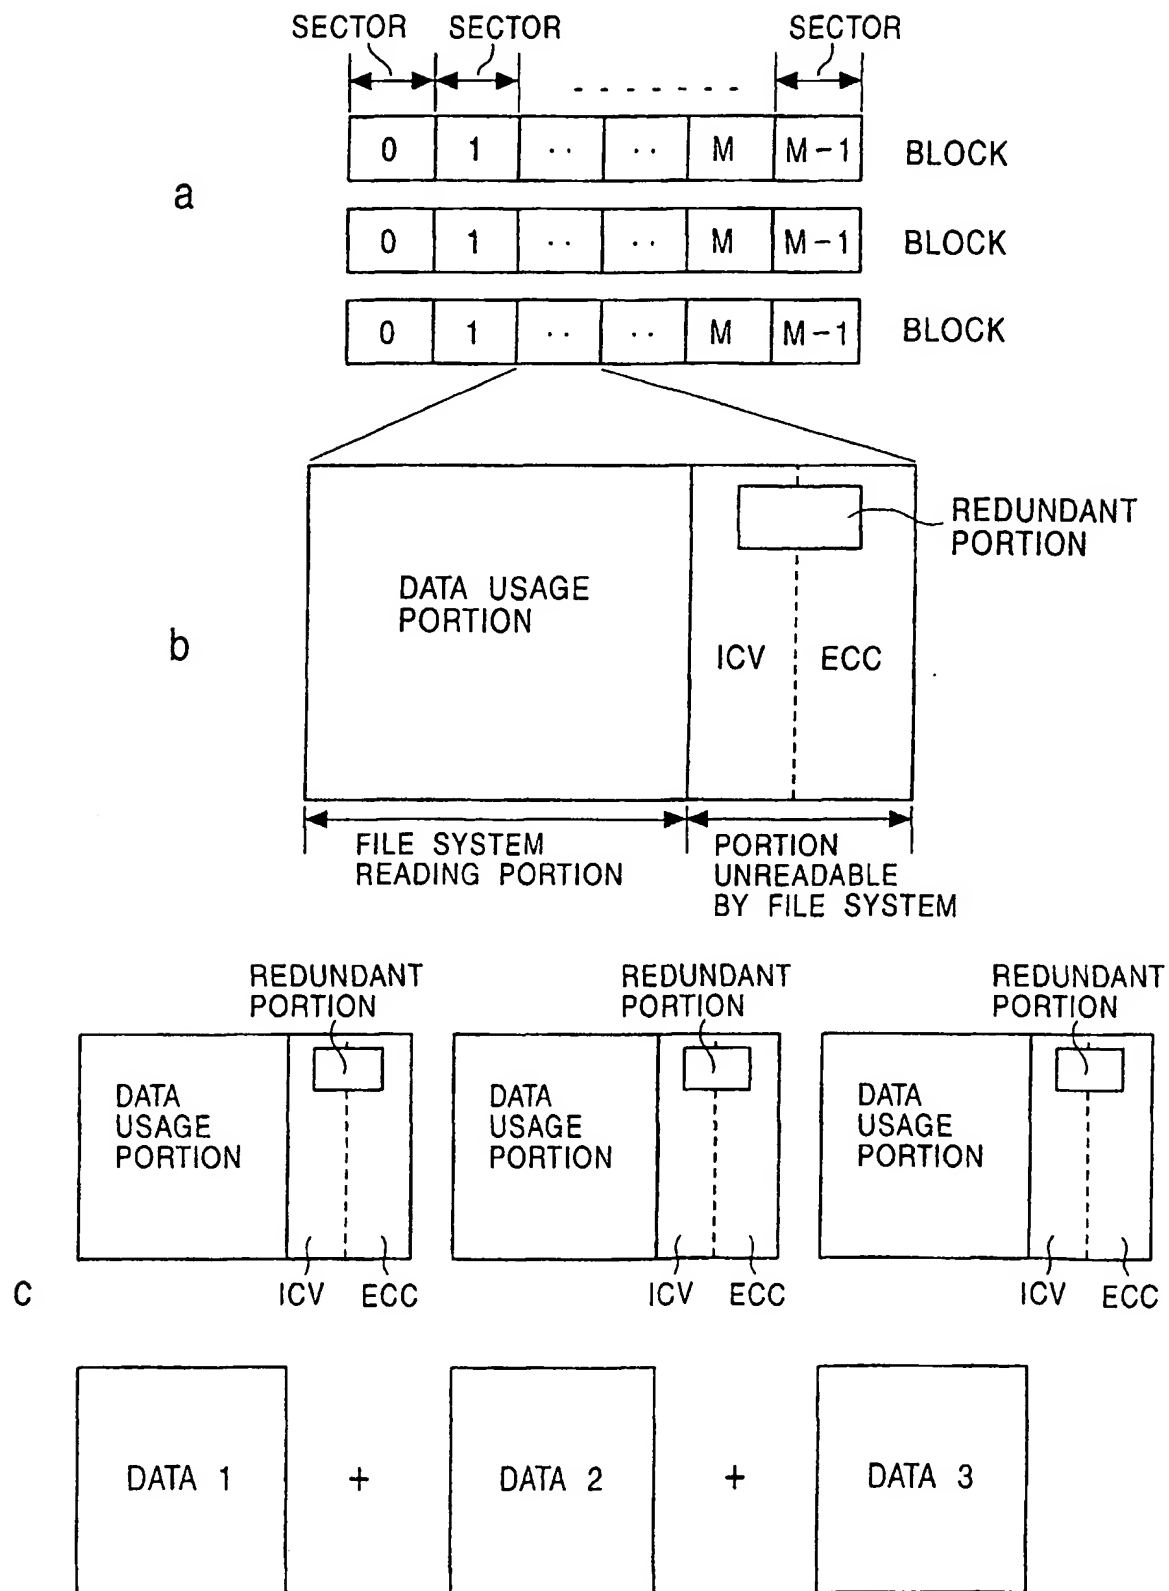 SECTOR SECTOR SECTOR
- - - - - - -
0 1 .. .. M M-1 BLOCK
a
0 1 .. .. M M-1 BLOCK
0 1 .. .. M M-1 BLOCK
REDUNDANT
PORTION
DATA USAGE
PORTION
b
ICV ECC
FILE SYSTEM
READING PORTION
PORTION
UNREADABLE
BY FILE SYSTEM
REDUNDANT
PORTION
REDUNDANT
PORTION
REDUNDANT
PORTION
DATA
USAGE
PORTION
DATA
USAGE
PORTION
DATA
USAGE
PORTION
c
ICV ECC ICV ECC ICV ECC
DATA 1 + DATA 2 + DATA 3